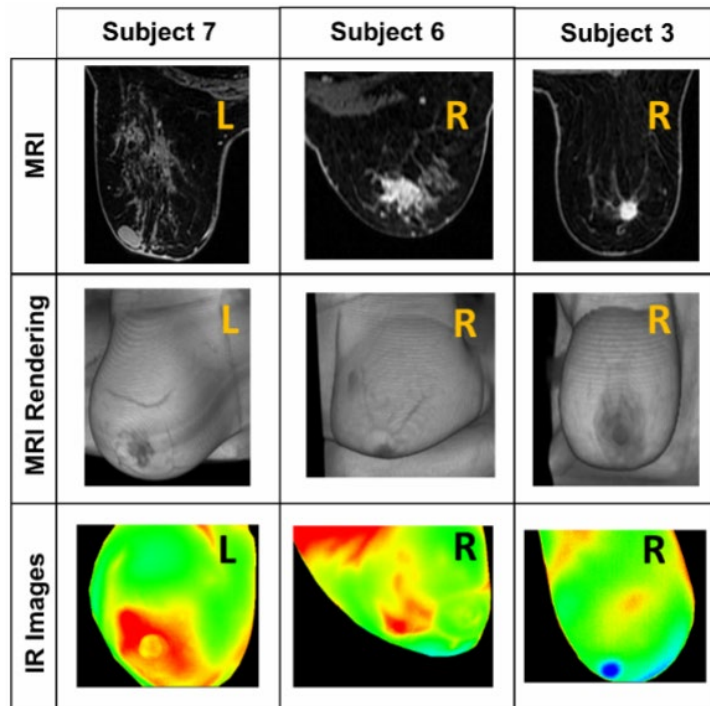 Subject 7 Subject 6 Subject 3
MRI
L R R
MRI Rendering
L R R
IR Images
L R R